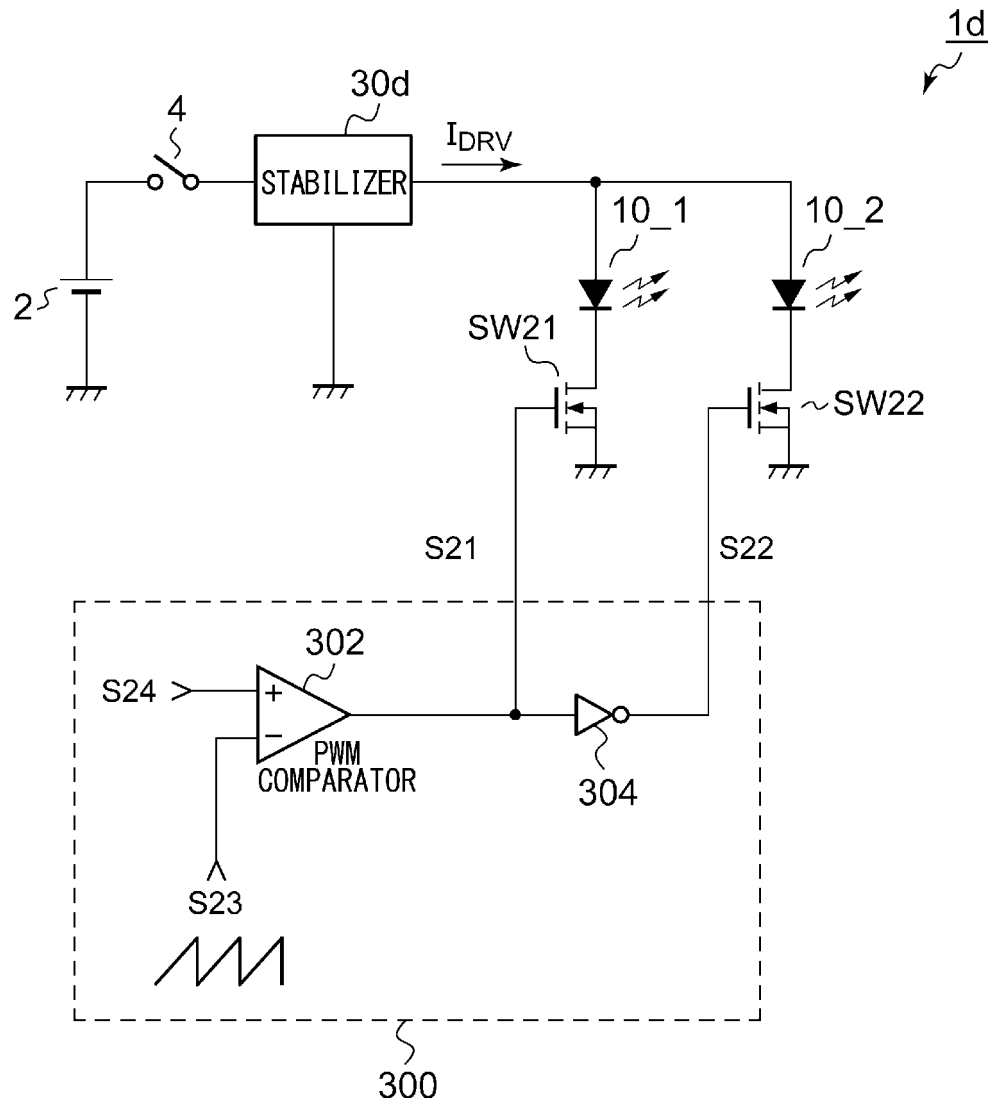 1d
30d
4
I_DRV
STABILIZER
10_1
10_2
2
SW21
SW22
S21
S22
302
S24
+
−
PWM
COMPARATOR
304
S23
300